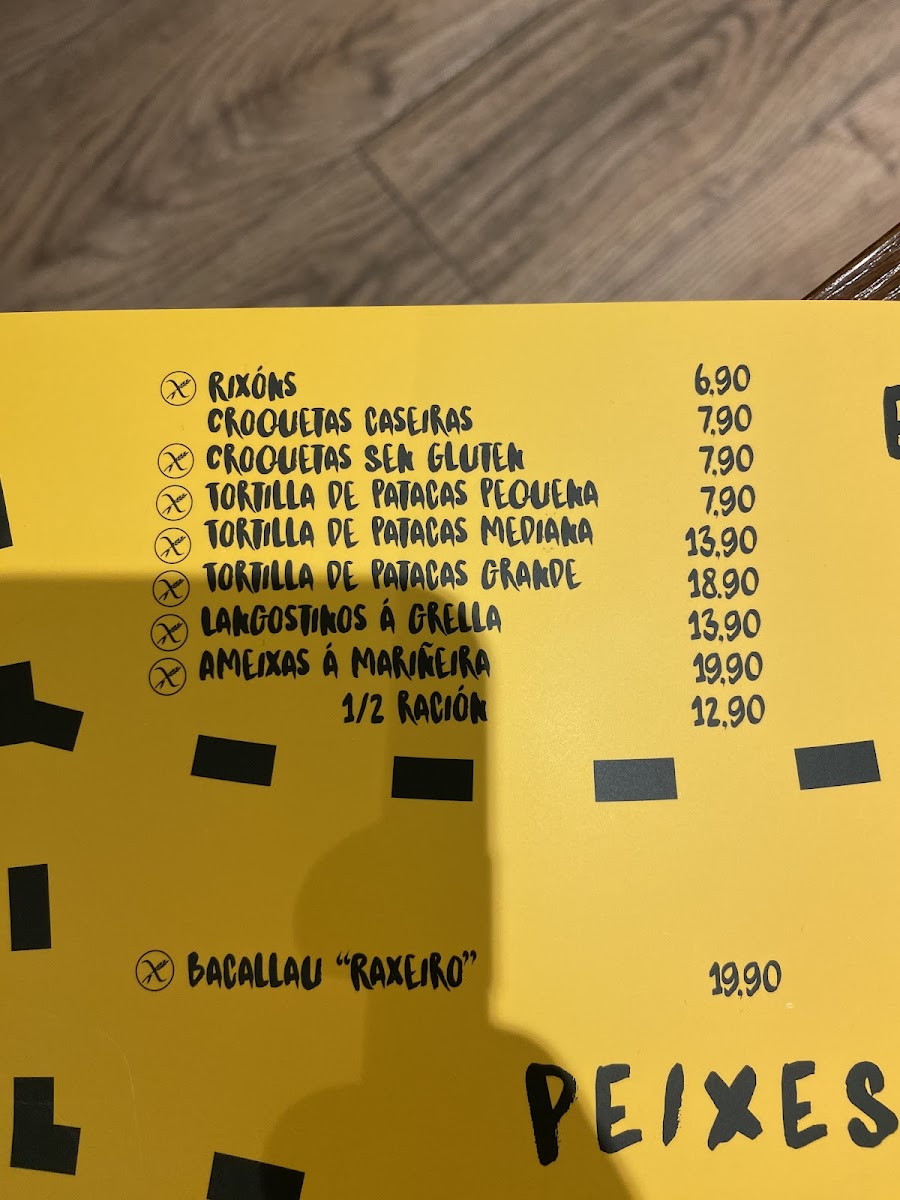 RIXÓNS 6,90
CROQUETAS CASEIRAS 7,90
CROQUETAS SEN GLUTEN 7,90
TORTILLA DE PATACAS PEQUENA 7,90
TORTILLA DE PATACAS MEDIANA 13,90
TORTILLA DE PATACAS GRANDE 18,90
LANGOSTINOS Á GRELLA 13,90
AMEIXAS Á MARIÑEIRA 19,90
1/2 RACIÓN 12,90
BACALLAU “RAXEIRO” 19,90
PEIXES